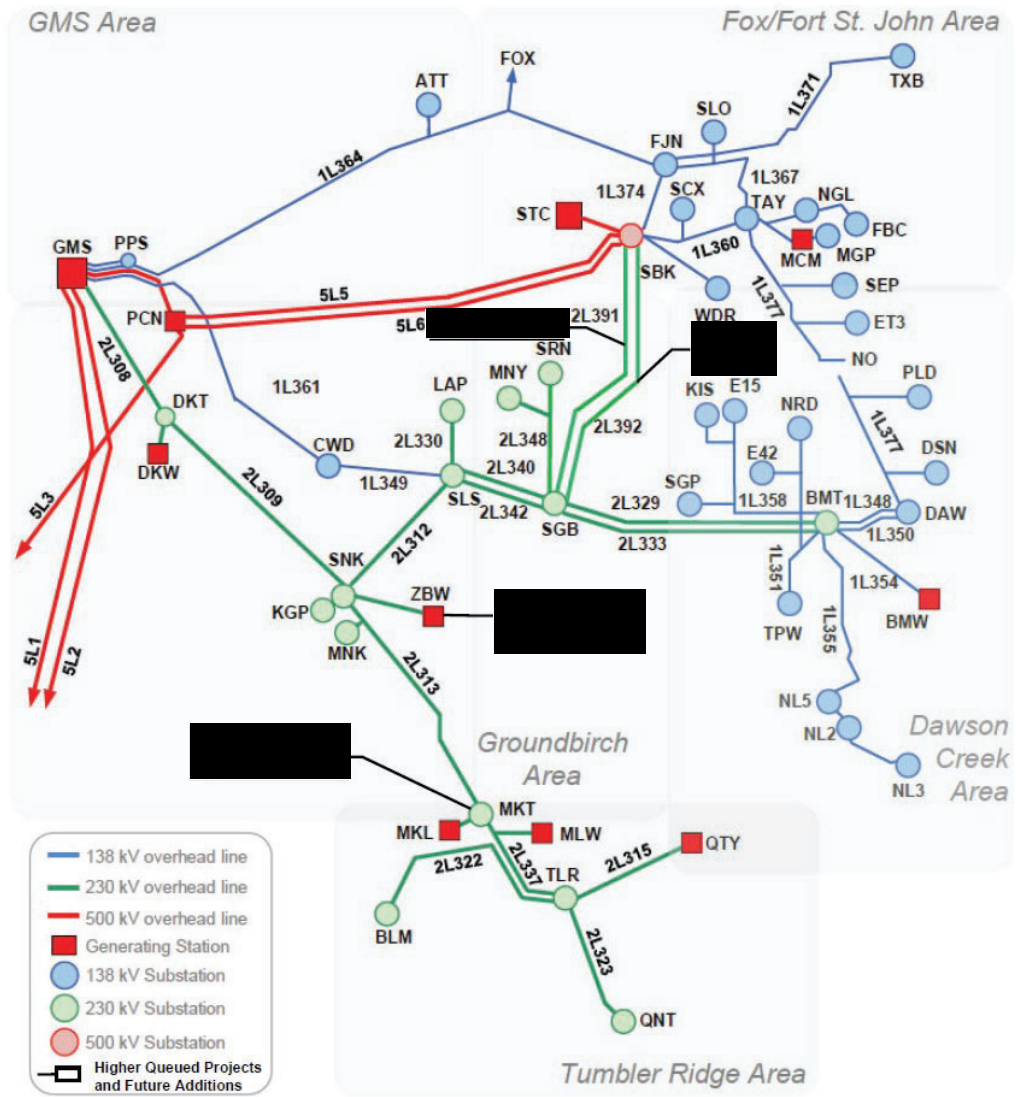 GMS Area
Fox/Fort St. John Area
FOX
ATT
TXB
1L371
SLO
FJN
1L364
1L367
SCX
NGL
1L374
TAY
STC
FBC
PPS
GMS
1L360
MCM
MGP
SBK
SEP
5L5
PCN
1L377
5L6
2L391
WDR
ET3
2L308
SRN
NO
MNY
PLD
1L361
LAP
KIS
E15
DKT
NRD
2L392
1L377
2L330
2L348
CWD
DSN
DKW
2L340
E42
2L309
SGP
BMT
1L349
2L329
1L358
1L348
5L3
SLS
2L342
SGB
DAW
1L350
2L333
2L312
SNK
1L351
ZBW
1L354
KGP
TPW
BMW
1L355
MNK
5L1
5L2
2L313
NL5
NL2
Groundbirch
Area
Dawson
Creek
Area
NL3
MKT
MKL
MLW
QTY
2L315
2L337
2L322
TLR
BLM
2L323
QNT
Tumbler Ridge Area
138 kV overhead line
230 kV overhead line
500 kV overhead line
Generating Station
138 kV Substation
230 kV Substation
500 kV Substation
Higher Queued Projects
and Future Additions